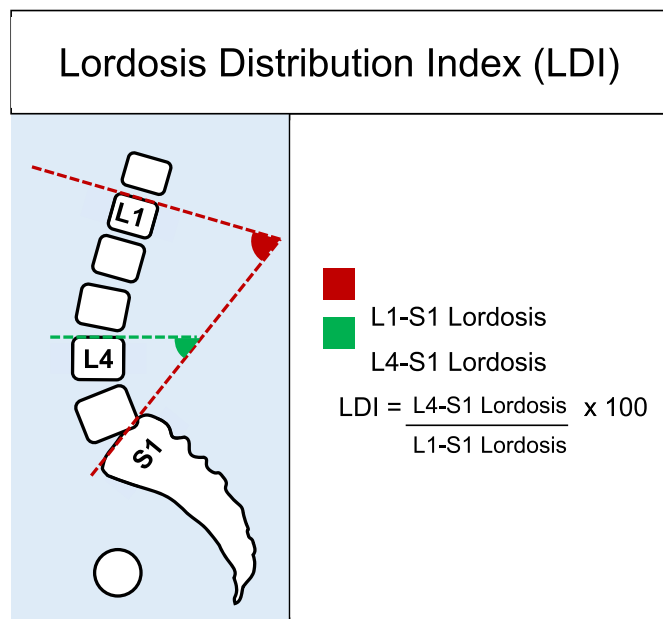 Lordosis Distribution Index (LDI)
L1
L4
S1
L1-S1 Lordosis
L4-S1 Lordosis
LDI = L4-S1 Lordosis x 100
L1-S1 Lordosis